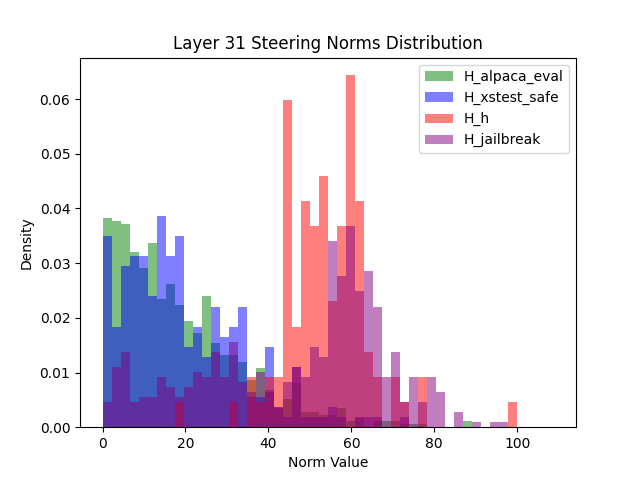 Layer 31 Steering Norms Distribution
H_alpaca_eval
H_xstest_safe
H_h
H_jailbreak
Density
0.06
0.05
0.04
0.03
0.02
0.01
0.00
0 20 40 60 80 100
Norm Value